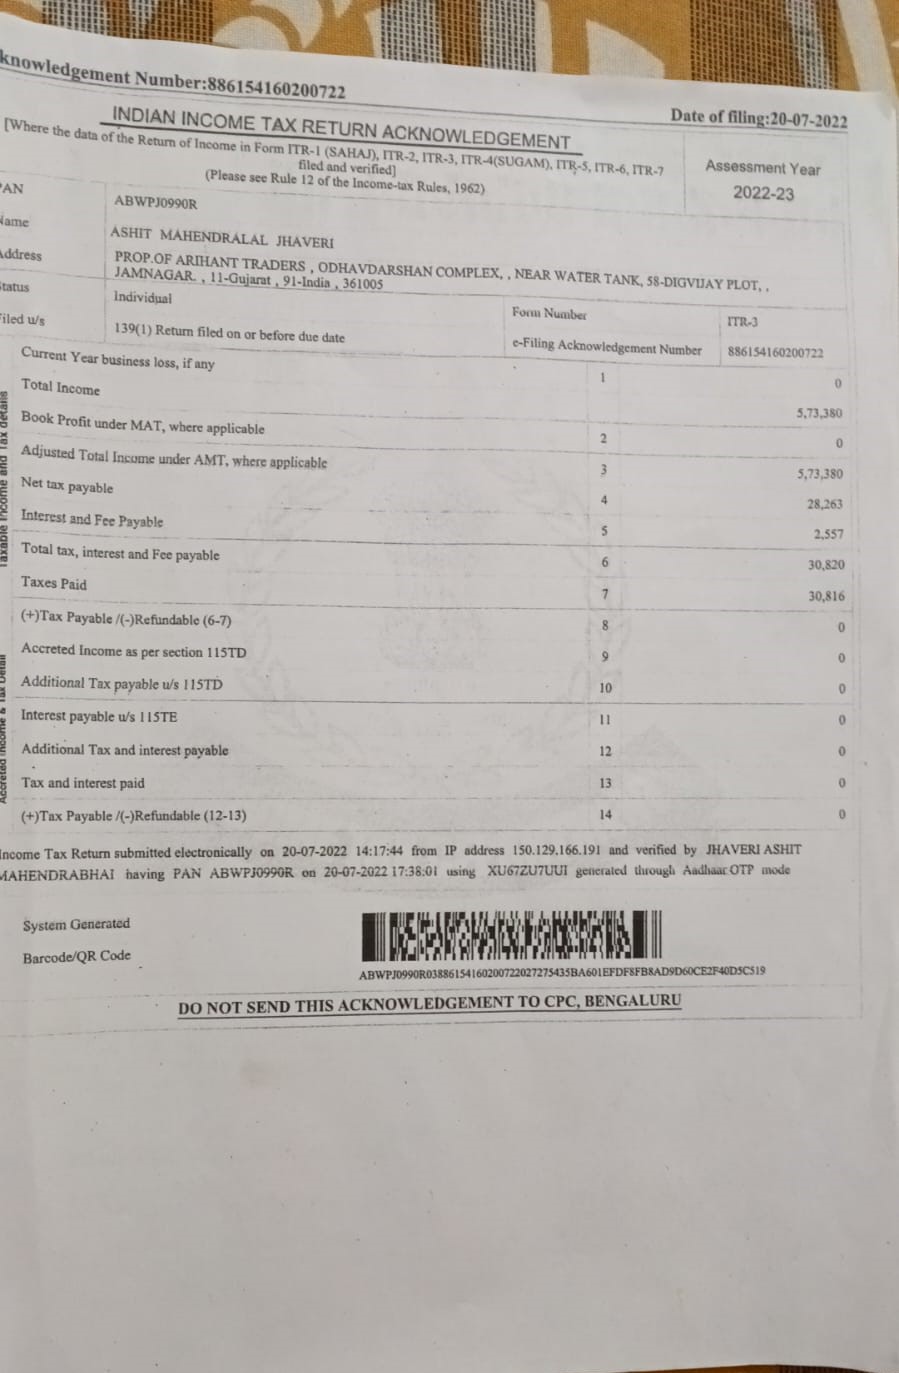 knowledgement Number:886154160200722
Date of filing:20-07-2022
INDIAN INCOME TAX RETURN ACKNOWLEDGEMENT
[Where the data of the Return of Income in Form ITR-1 (SAHAJ), ITR-2, ITR-3, ITR-4(SUGAM), ITR-5, ITR-6, ITR-7
filed and verified]
(Please see Rule 12 of the Income-tax Rules, 1962)
Assessment Year
2022-23
PAN ABWPJ0990R
Name ASHIT MAHENDRALAL JHAVERI
Address PROP.OF ARIHANT TRADERS , ODHAVDARSHAN COMPLEX, , NEAR WATER TANK, 58-DIGVIJAY PLOT, ,
JAMNAGAR. , 11-Gujarat , 91-India , 361005
Status Individual Form Number ITR-3
Filed u/s 139(1) Return filed on or before due date e-Filing Acknowledgement Number 886154160200722
Taxable Income and Tax details
Current Year business loss, if any 1 0
Total Income 5,73,380
Book Profit under MAT, where applicable 2 0
Adjusted Total Income under AMT, where applicable 3 5,73,380
Net tax payable 4 28,263
Interest and Fee Payable 5 2,557
Total tax, interest and Fee payable 6 30,820
Taxes Paid 7 30,816
(+)Tax Payable /(-)Refundable (6-7) 8 0
Accreted Income & Tax Detail
Accreted Income as per section 115TD 9 0
Additional Tax payable u/s 115TD 10 0
Interest payable u/s 115TE 11 0
Additional Tax and interest payable 12 0
Tax and interest paid 13 0
(+)Tax Payable /(-)Refundable (12-13) 14 0
Income Tax Return submitted electronically on 20-07-2022 14:17:44 from IP address 150.129.166.191 and verified by JHAVERI ASHIT
MAHENDRABHAI having PAN ABWPJ0990R on 20-07-2022 17:38:01 using XU67ZU7UUI generated through Aadhaar OTP mode
System Generated
Barcode/QR Code
ABWPJ0990R03886154160200722027275435BA601EFDF8FB8AD9D60CE2F40D5C519
DO NOT SEND THIS ACKNOWLEDGEMENT TO CPC, BENGALURU